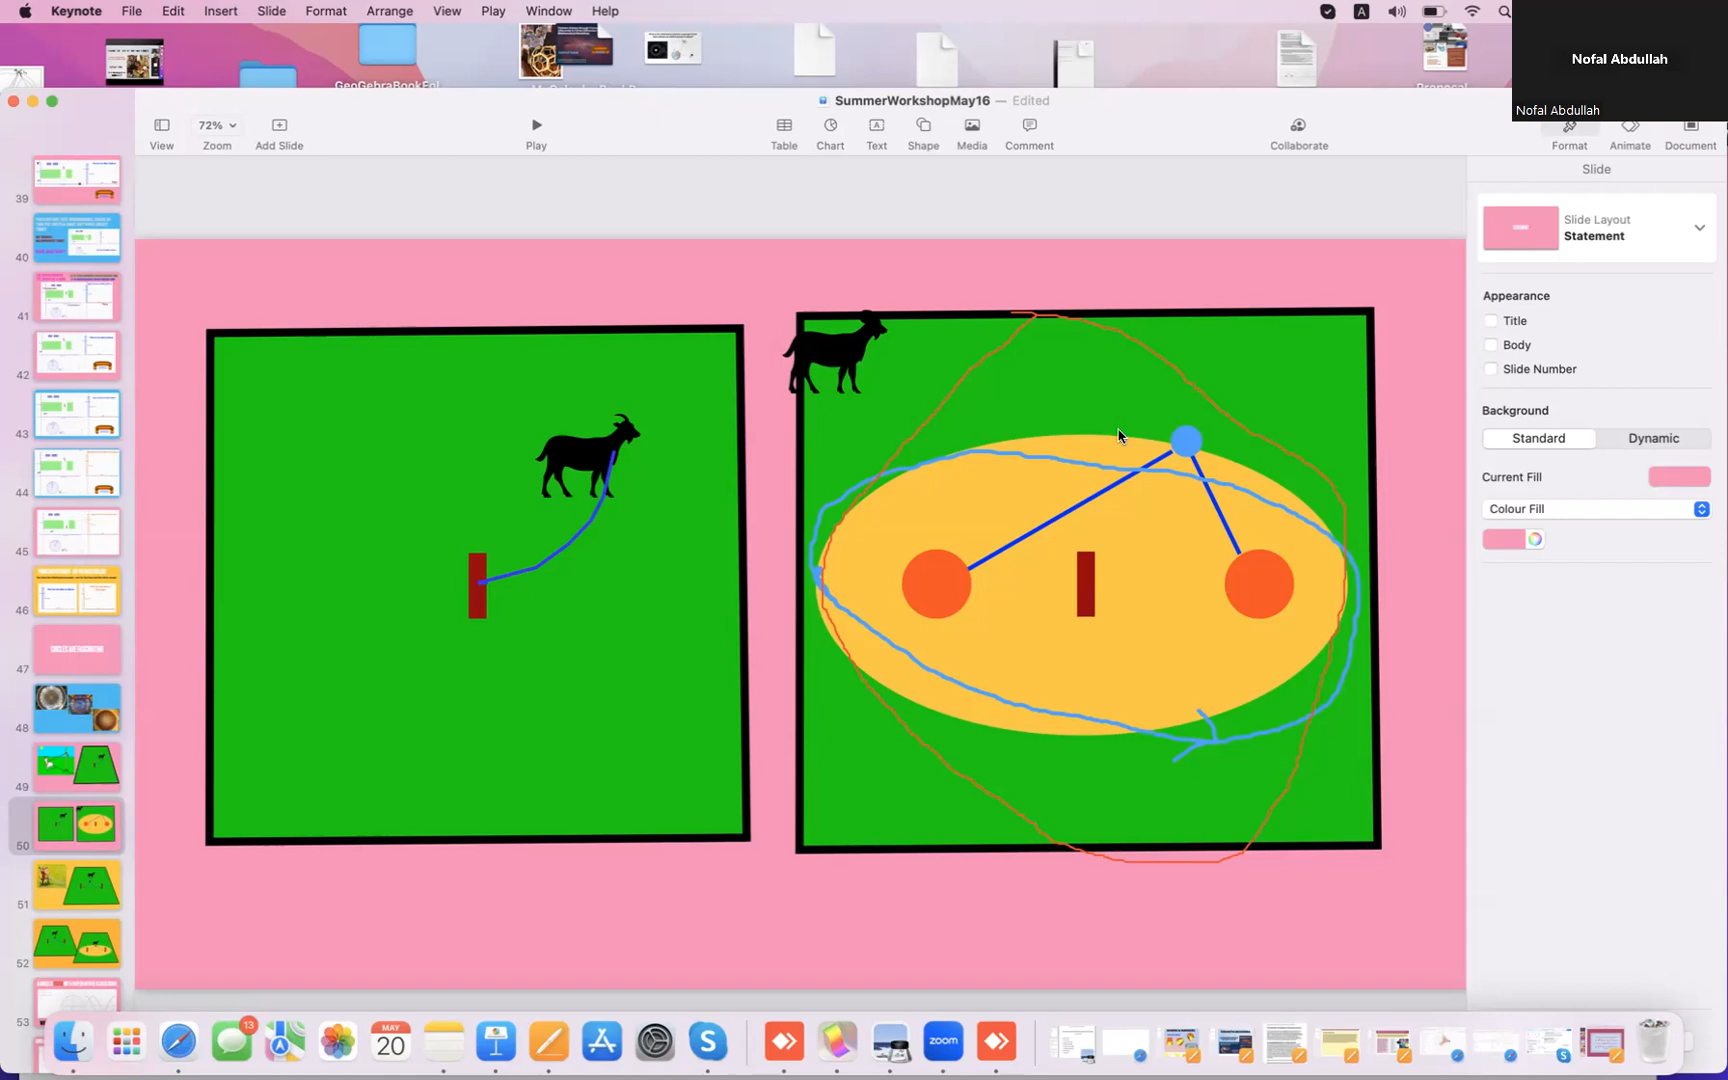 Keynote File Edit Insert Slide Format Arrange View Play Window Help
A
Nofal Abdullah
Nofal Abdullah
SummerWorkshopMay16 — Edited
72%
View Zoom Add Slide
Play
Table Chart Text Shape Media Comment
Collaborate
Format Animate Document
Slide
Slide Layout
Statement
Appearance
Title
Body
Slide Number
Background
Standard Dynamic
Current Fill
Colour Fill
39
40
41
42
43
44
45
46
CIRCLES ARE FASCINATING
47
48
49
50
51
52
53
13
MAY
20
zoom